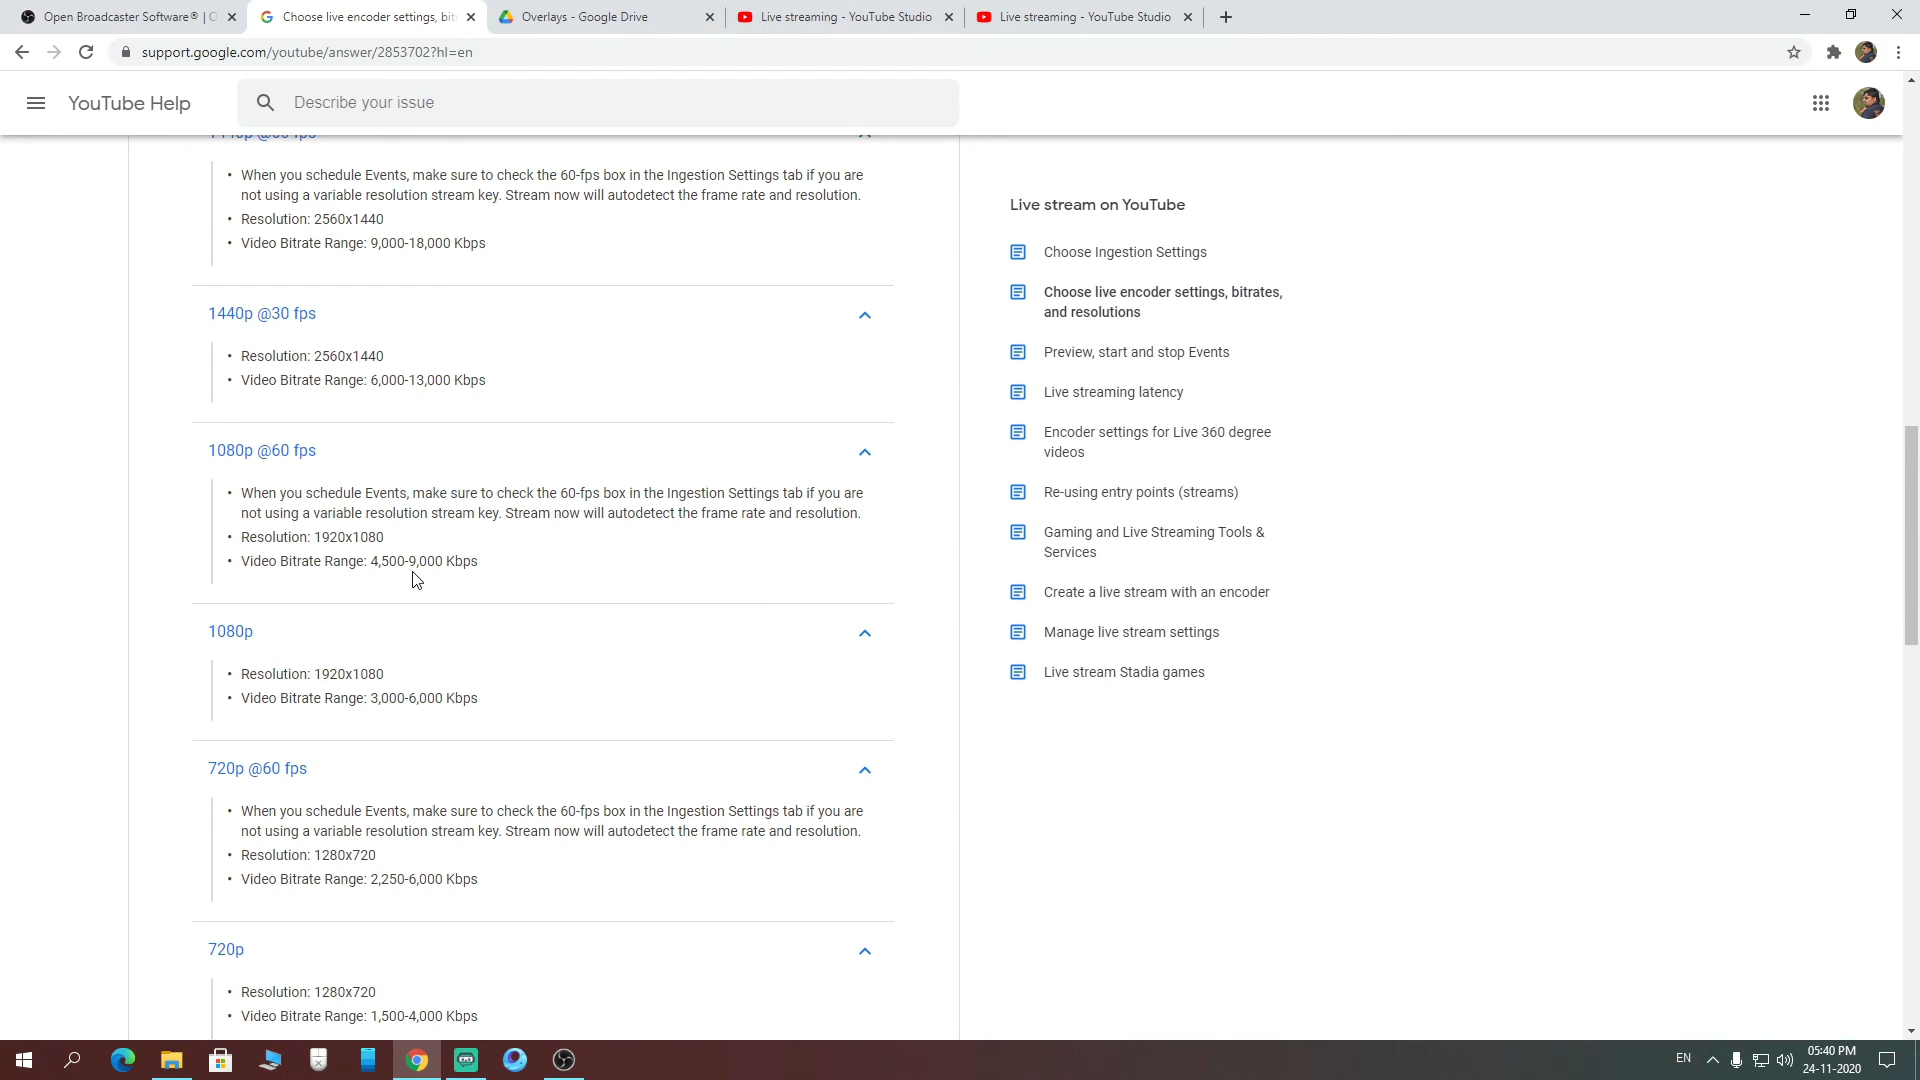 Open Broadcaster Software® | O
Choose live encoder settings, bit
Overlays - Google Drive
Live streaming - YouTube Studio
Live streaming - YouTube Studio
support.google.com/youtube/answer/2853702?hl=en
YouTube Help
Describe your issue
1440p @60 fps
• When you schedule Events, make sure to check the 60-fps box in the Ingestion Settings tab if you are
not using a variable resolution stream key. Stream now will autodetect the frame rate and resolution.
• Resolution: 2560x1440
• Video Bitrate Range: 9,000-18,000 Kbps
1440p @30 fps
• Resolution: 2560x1440
• Video Bitrate Range: 6,000-13,000 Kbps
1080p @60 fps
• When you schedule Events, make sure to check the 60-fps box in the Ingestion Settings tab if you are
not using a variable resolution stream key. Stream now will autodetect the frame rate and resolution.
• Resolution: 1920x1080
• Video Bitrate Range: 4,500-9,000 Kbps
1080p
• Resolution: 1920x1080
• Video Bitrate Range: 3,000-6,000 Kbps
720p @60 fps
• When you schedule Events, make sure to check the 60-fps box in the Ingestion Settings tab if you are
not using a variable resolution stream key. Stream now will autodetect the frame rate and resolution.
• Resolution: 1280x720
• Video Bitrate Range: 2,250-6,000 Kbps
720p
• Resolution: 1280x720
• Video Bitrate Range: 1,500-4,000 Kbps
Live stream on YouTube
Choose Ingestion Settings
Choose live encoder settings, bitrates,
and resolutions
Preview, start and stop Events
Live streaming latency
Encoder settings for Live 360 degree
videos
Re-using entry points (streams)
Gaming and Live Streaming Tools &
Services
Create a live stream with an encoder
Manage live stream settings
Live stream Stadia games
EN
05:40 PM
24-11-2020